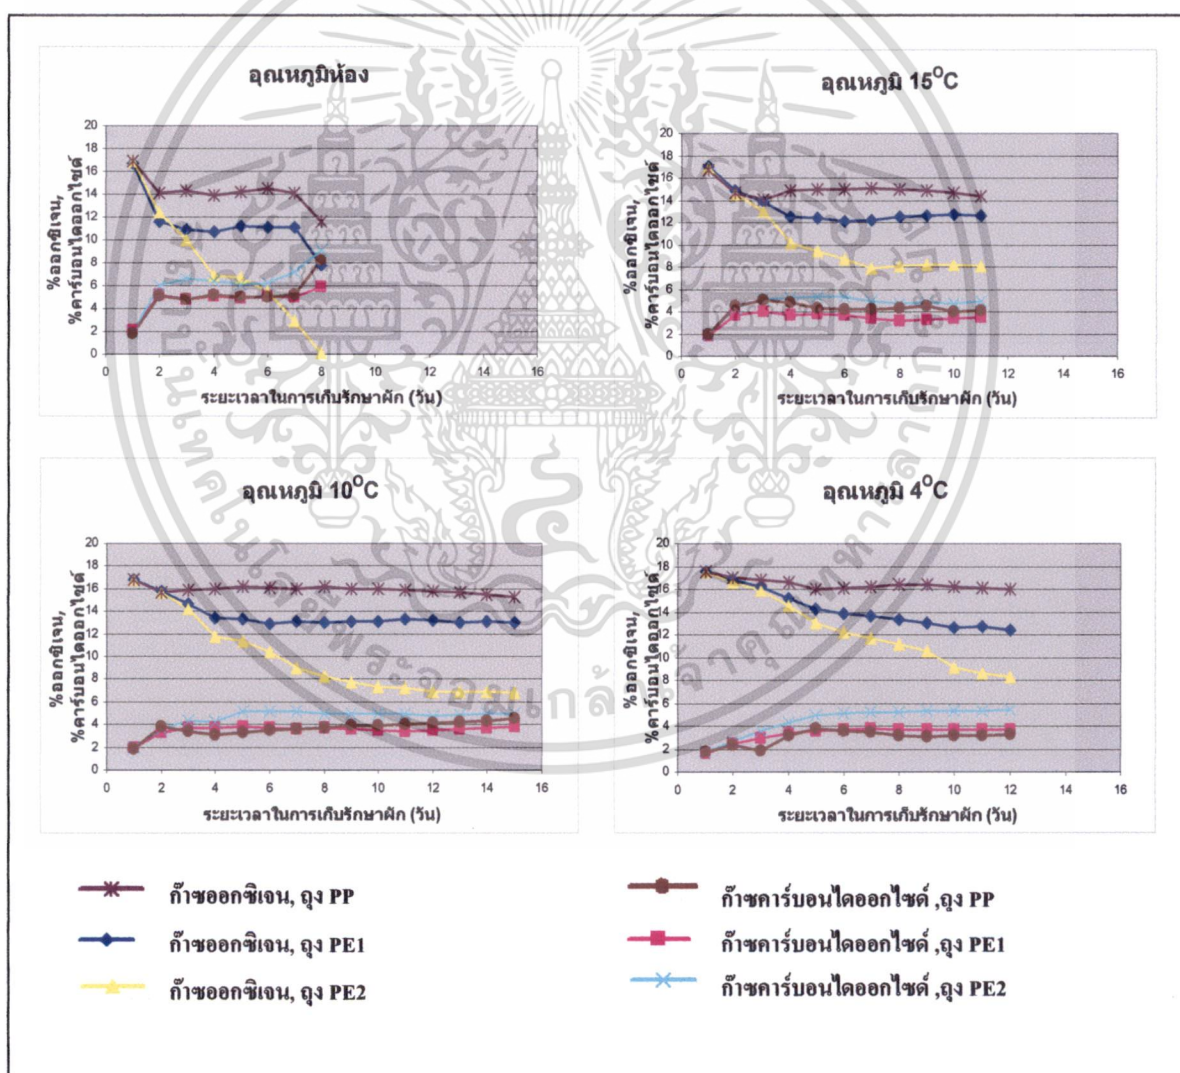 อุณหภูมิห้อง
%ออกซิเจน,
%คาร์บอนไดออกไซด์
20
18
16
14
12
10
8
6
4
2
0
0 2 4 6 8 10 12 14 16
ระยะเวลาในการเก็บรักษาผัก (วัน)
อุณหภูมิ 15⁰C
%ออกซิเจน,
%คาร์บอนไดออกไซด์
20
18
16
14
12
10
8
6
4
2
0
0 2 4 6 8 10 12 14 16
ระยะเวลาในการเก็บรักษาผัก (วัน)
อุณหภูมิ 10⁰C
%ออกซิเจน,
%คาร์บอนไดออกไซด์
20
18
16
14
12
10
8
6
4
2
0
0 2 4 6 8 10 12 14 16
ระยะเวลาในการเก็บรักษาผัก (วัน)
อุณหภูมิ 4⁰C
%ออกซิเจน,
%คาร์บอนไดออกไซด์
20
18
16
14
12
10
8
6
4
2
0
0 2 4 6 8 10 12 14 16
ระยะเวลาในการเก็บรักษาผัก (วัน)
ก๊าซออกซิเจน, ถุง PP
ก๊าซออกซิเจน, ถุง PE1
ก๊าซออกซิเจน, ถุง PE2
ก๊าซคาร์บอนไดออกไซด์ ,ถุง PP
ก๊าซคาร์บอนไดออกไซด์ ,ถุง PE1
ก๊าซคาร์บอนไดออกไซด์ ,ถุง PE2